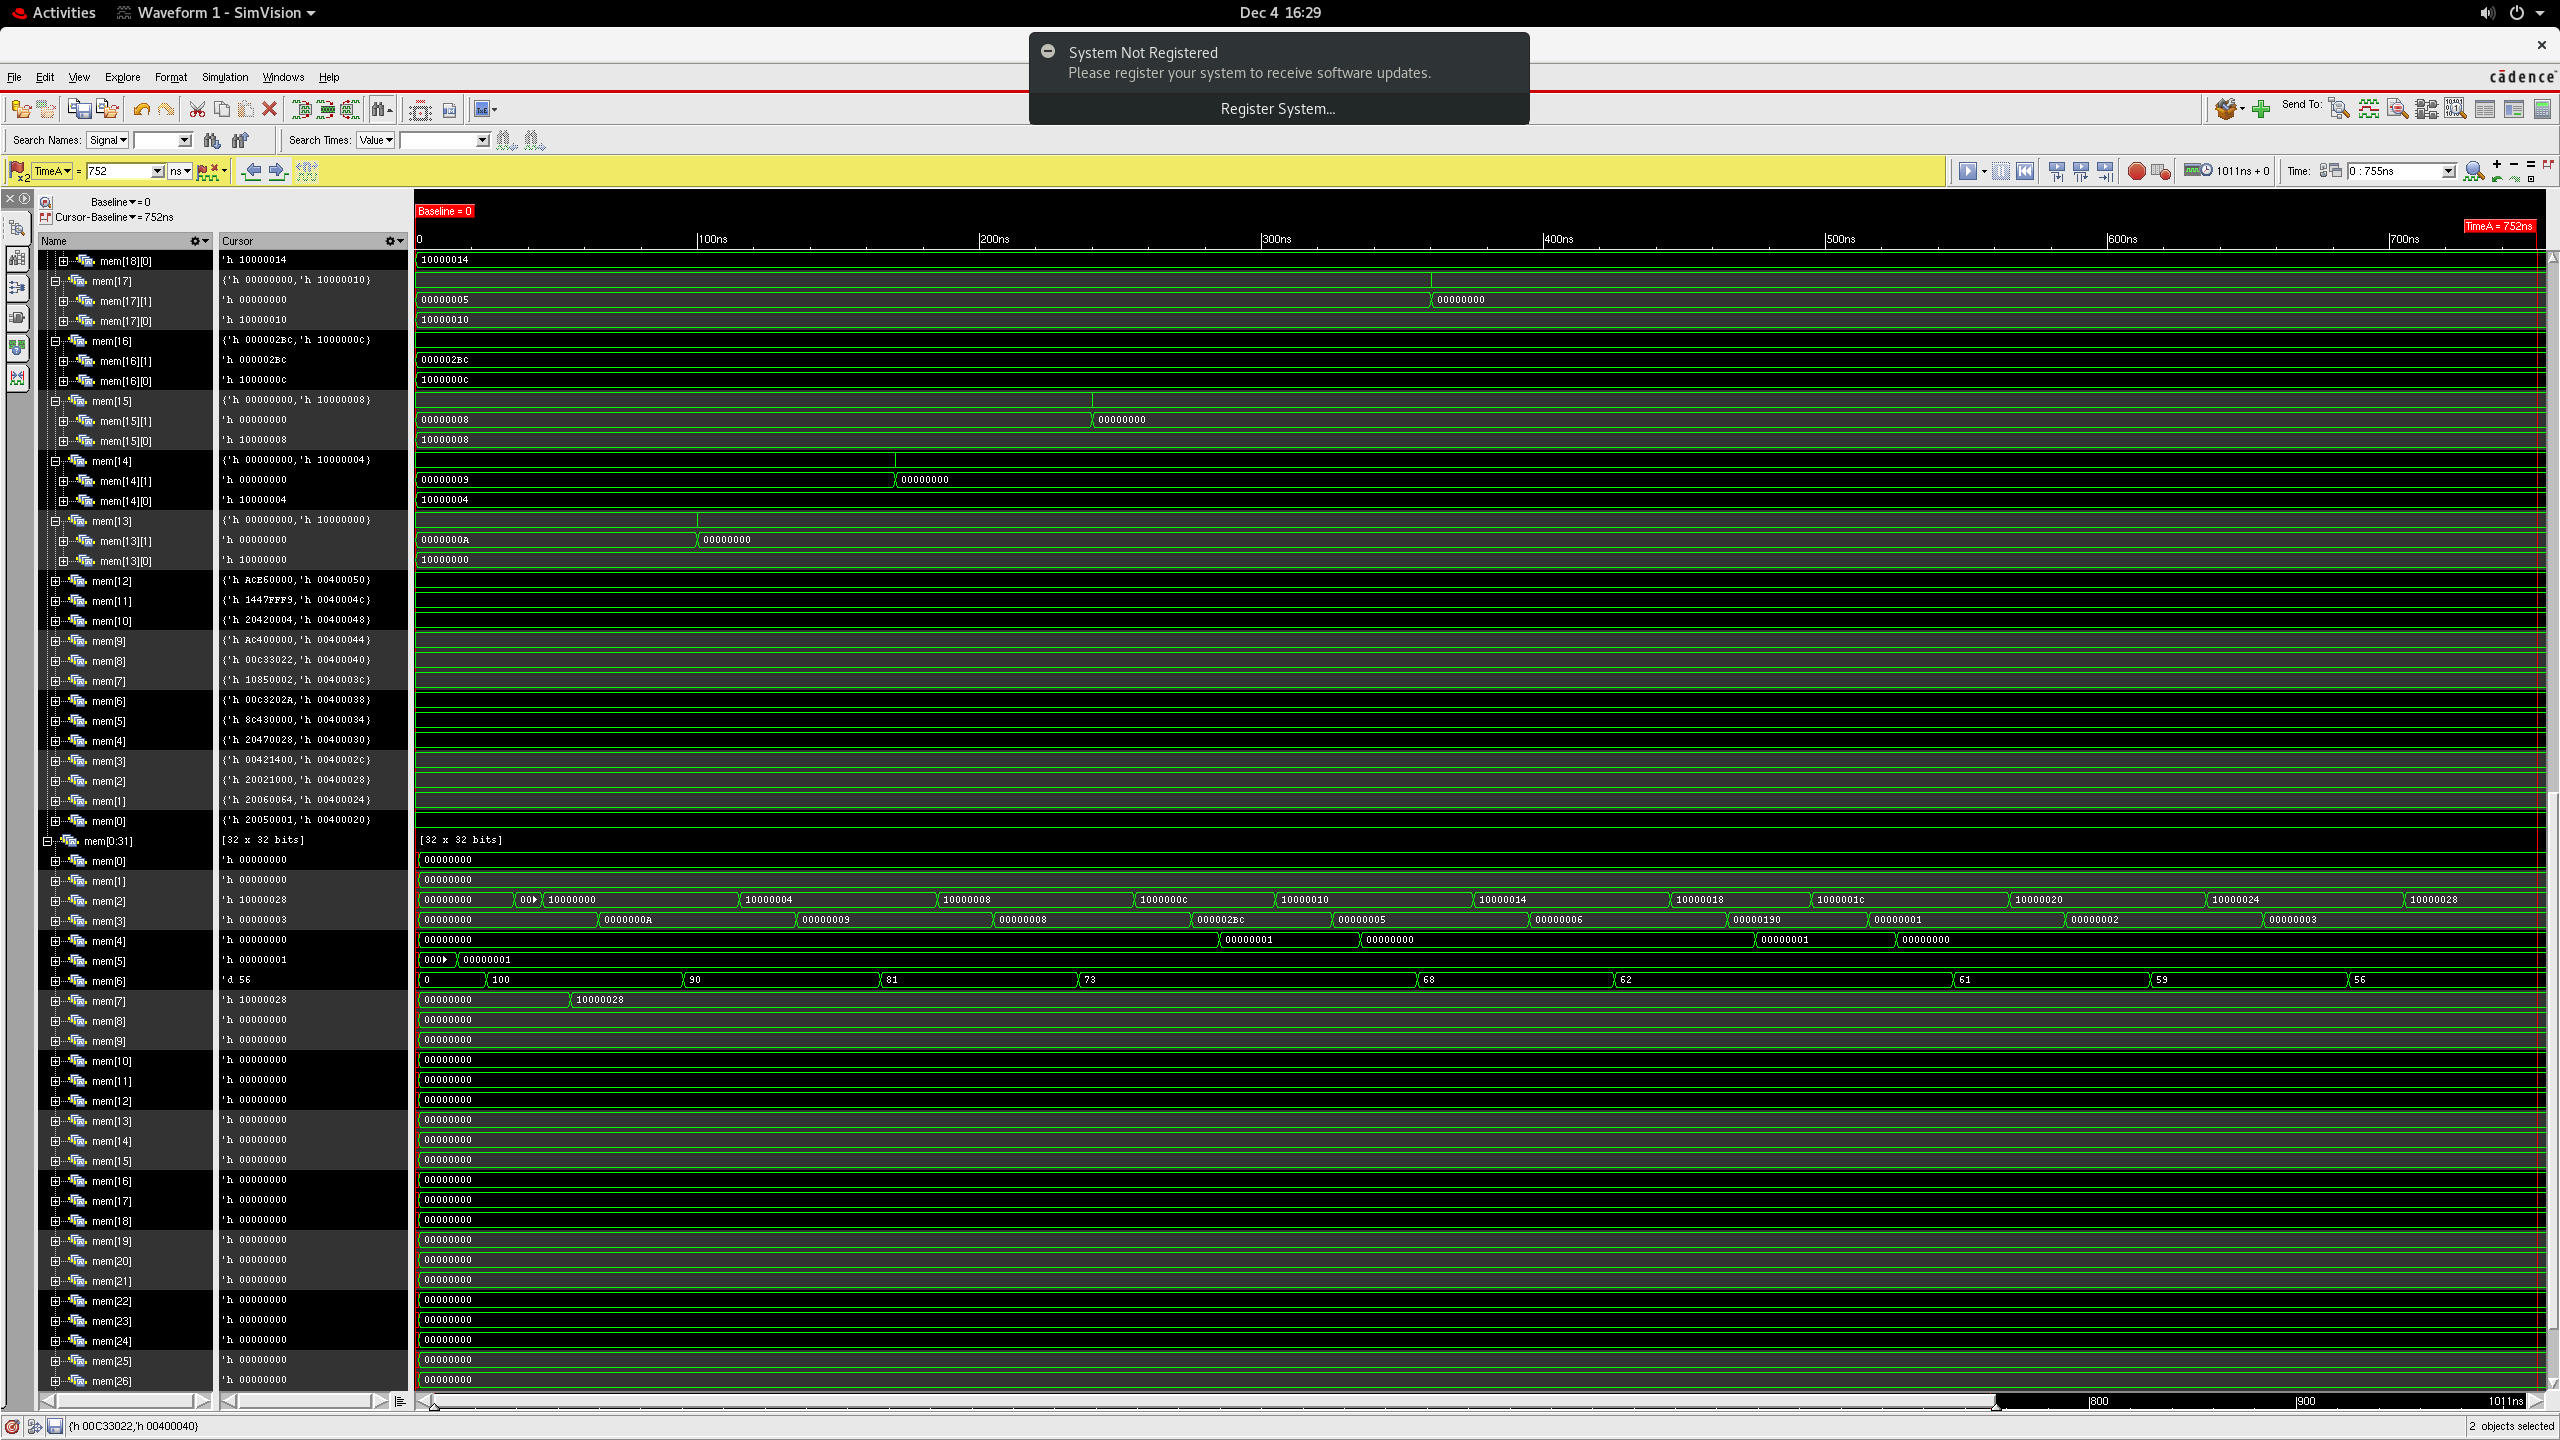 Activities Waveform 1 - SimVision Dec 4 16:29
System Not Registered
Please register your system to receive software updates.
Register System...
File Edit View Explore Format Simulation Windows Help
cādence
Send To:
Search Names: Signal Search Times: Value
TimeA = 752 ns 1011ns + 0 Time: 0 : 755ns
Baseline = 0
Cursor-Baseline = 752ns
Baseline = 0
TimeA = 752ns
Name Cursor 0 100ns 200ns 300ns 400ns 500ns 600ns 700ns
mem[18][0] 'h 10000014 10000014
mem[17] {'h 00000000,'h 10000010}
mem[17][1] 'h 00000000 00000005 00000000
mem[17][0] 'h 10000010 10000010
mem[16] {'h 000002BC,'h 1000000C}
mem[16][1] 'h 000002BC 000002BC
mem[16][0] 'h 1000000C 1000000C
mem[15] {'h 00000000,'h 10000008}
mem[15][1] 'h 00000000 00000008 00000000
mem[15][0] 'h 10000008 10000008
mem[14] {'h 00000000,'h 10000004}
mem[14][1] 'h 00000000 00000009 00000000
mem[14][0] 'h 10000004 10000004
mem[13] {'h 00000000,'h 10000000}
mem[13][1] 'h 00000000 0000000A 00000000
mem[13][0] 'h 10000000 10000000
mem[12] {'h ACE60000,'h 00400050}
mem[11] {'h 1447FFF9,'h 0040004C}
mem[10] {'h 20420004,'h 00400048}
mem[9] {'h AC400000,'h 00400044}
mem[8] {'h 00C33022,'h 00400040}
mem[7] {'h 10850002,'h 0040003C}
mem[6] {'h 00C3202A,'h 00400038}
mem[5] {'h 8C430000,'h 00400034}
mem[4] {'h 20470028,'h 00400030}
mem[3] {'h 00421400,'h 0040002C}
mem[2] {'h 20021000,'h 00400028}
mem[1] {'h 20060064,'h 00400024}
mem[0] {'h 20050001,'h 00400020}
mem[0:31] [32 x 32 bits] [32 x 32 bits]
mem[0] 'h 00000000 00000000
mem[1] 'h 00000000 00000000
mem[2] 'h 10000028 00000000 00 10000000 10000004 10000008 1000000C 10000010 10000014 10000018 1000001C 10000020 10000024 10000028
mem[3] 'h 00000003 00000000 0000000A 00000009 00000008 000002BC 00000005 00000006 00000190 00000001 00000002 00000003
mem[4] 'h 00000000 00000000 00000001 00000000 00000001 00000000
mem[5] 'h 00000001 000 00000001
mem[6] 'd 56 0 100 90 81 73 68 62 61 59 56
mem[7] 'h 10000028 00000000 10000028
mem[8] 'h 00000000 00000000
mem[9] 'h 00000000 00000000
mem[10] 'h 00000000 00000000
mem[11] 'h 00000000 00000000
mem[12] 'h 00000000 00000000
mem[13] 'h 00000000 00000000
mem[14] 'h 00000000 00000000
mem[15] 'h 00000000 00000000
mem[16] 'h 00000000 00000000
mem[17] 'h 00000000 00000000
mem[18] 'h 00000000 00000000
mem[19] 'h 00000000 00000000
mem[20] 'h 00000000 00000000
mem[21] 'h 00000000 00000000
mem[22] 'h 00000000 00000000
mem[23] 'h 00000000 00000000
mem[24] 'h 00000000 00000000
mem[25] 'h 00000000 00000000
mem[26] 'h 00000000 00000000
800 900 1011ns
{'h 00C33022,'h 00400040} 2 objects selected